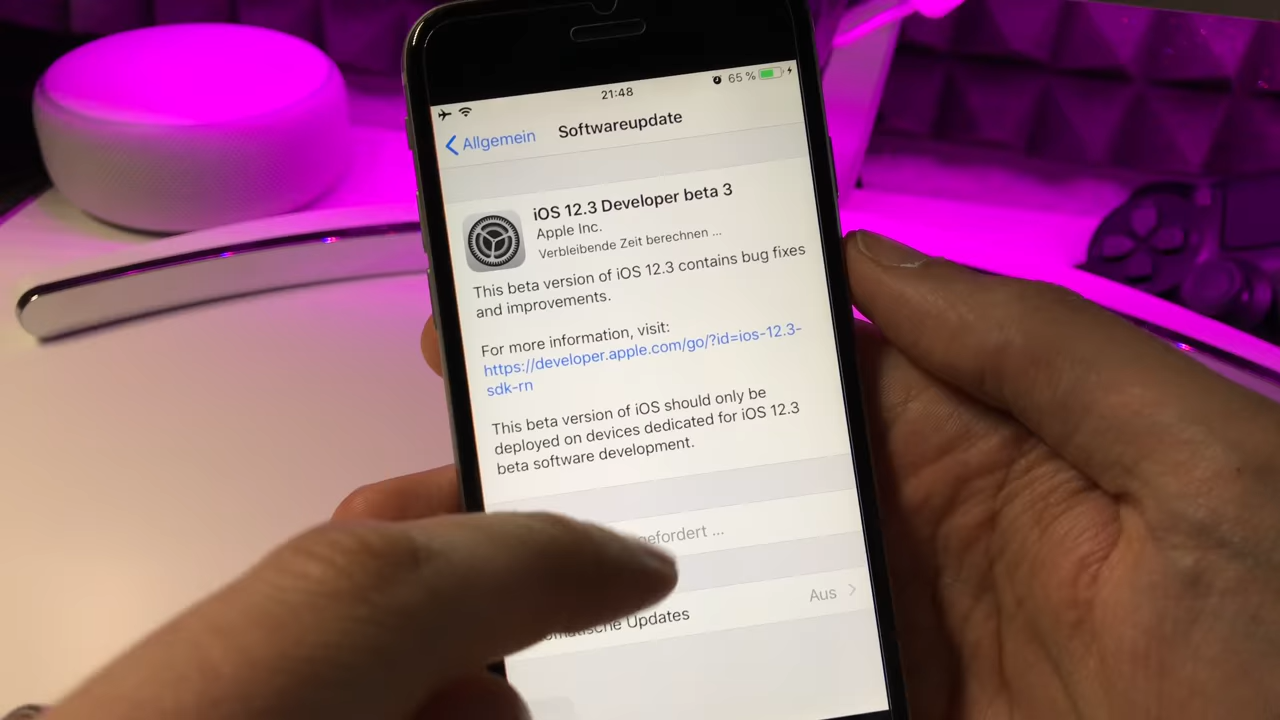 21:48
65 %
Allgemein
Softwareupdate
iOS 12.3 Developer beta 3
Apple Inc.
Verbleibende Zeit berechnen ...
This beta version of iOS 12.3 contains bug fixes
and improvements.
For more information, visit:
https://developer.apple.com/go/?id=ios-12.3-
sdk-rn
This beta version of iOS should only be
deployed on devices dedicated for iOS 12.3
beta software development.
Updates
Aus